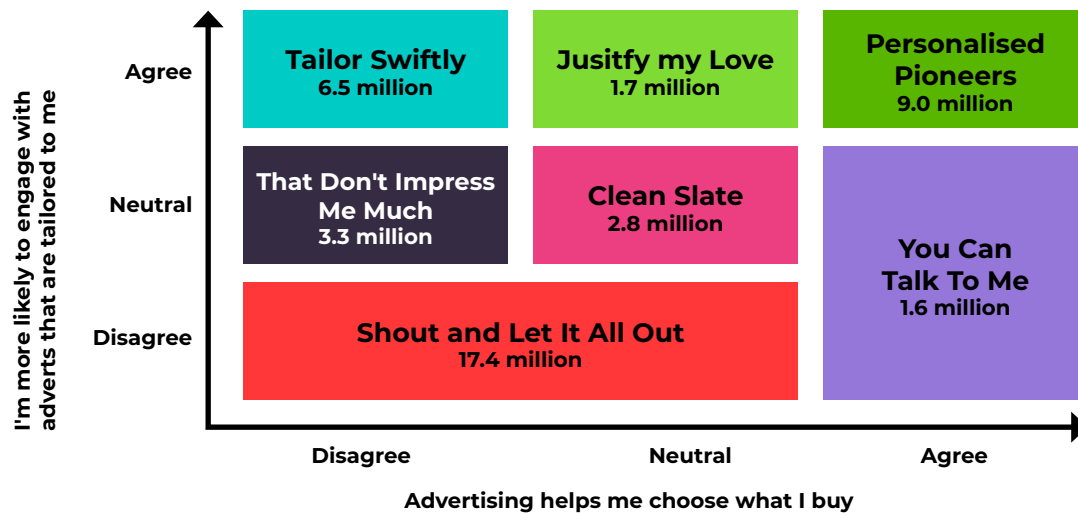 I'm more likely to engage with
adverts that are tailored to me
Agree
Tailor Swiftly
6.5 million
Jusitfy my Love
1.7 million
Personalised
Pioneers
9.0 million
Neutral
That Don't Impress
Me Much
3.3 million
Clean Slate
2.8 million
You Can
Talk To Me
1.6 million
Disagree
Shout and Let It All Out
17.4 million
Disagree
Neutral
Agree
Advertising helps me choose what I buy